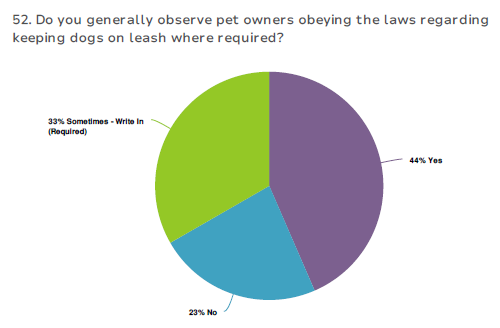 52. Do you generally observe pet owners obeying the laws regarding
keeping dogs on leash where required?
33% Sometimes - Write In
(Required)
44% Yes
23% No